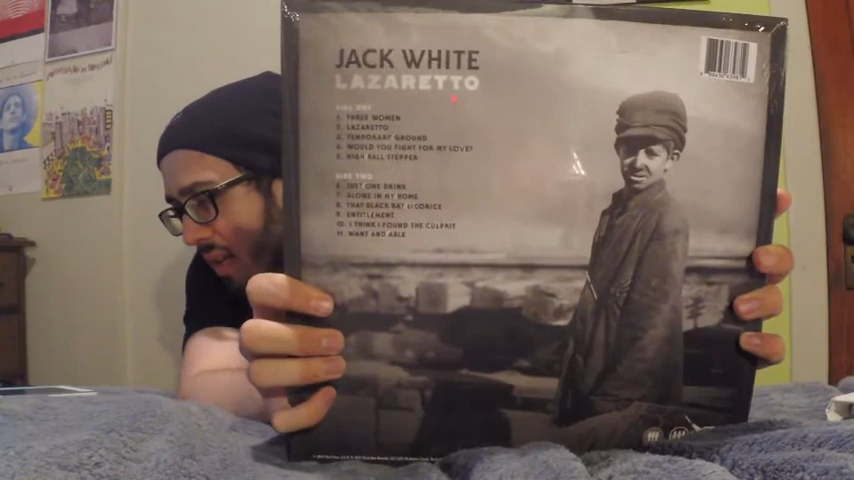 JACK WHITE
LAZARETTO
SIDE ONE
1. THREE WOMEN
2. LAZARETTO
3. TEMPORARY GROUND
4. WOULD YOU FIGHT FOR MY LOVE?
5. HIGH BALL STEPPER
SIDE TWO
6. JUST ONE DRINK
7. ALONE IN MY HOME
8. THAT BLACK BAT LICORICE
9. ENTITLEMENT
10. I THINK I FOUND THE CULPRIT
11. WANT AND ABLE